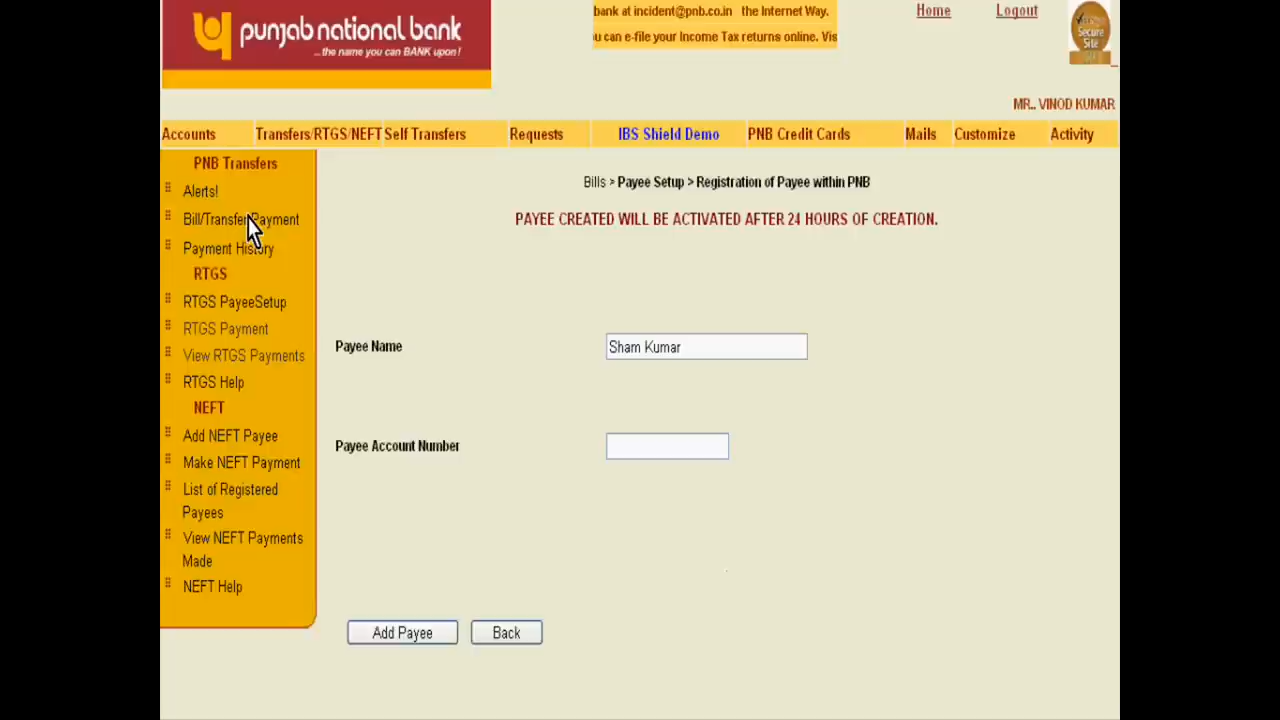 punjab national bank
...the name you can BANK upon!
bank at incident@pnb.co.in the Internet Way.
u can e-file your Income Tax returns online. Vis
Home Logout
Secure
Site
MR.. VINOD KUMAR
Accounts Transfers/RTGS/NEFT Self Transfers Requests IBS Shield Demo PNB Credit Cards Mails Customize Activity
PNB Transfers
Alerts!
Bill/Transfer Payment
Payment History
RTGS
RTGS PayeeSetup
RTGS Payment
View RTGS Payments
RTGS Help
NEFT
Add NEFT Payee
Make NEFT Payment
List of Registered
Payees
View NEFT Payments
Made
NEFT Help
Bills > Payee Setup > Registration of Payee within PNB
PAYEE CREATED WILL BE ACTIVATED AFTER 24 HOURS OF CREATION.
Payee Name Sham Kumar
Payee Account Number
Add Payee Back